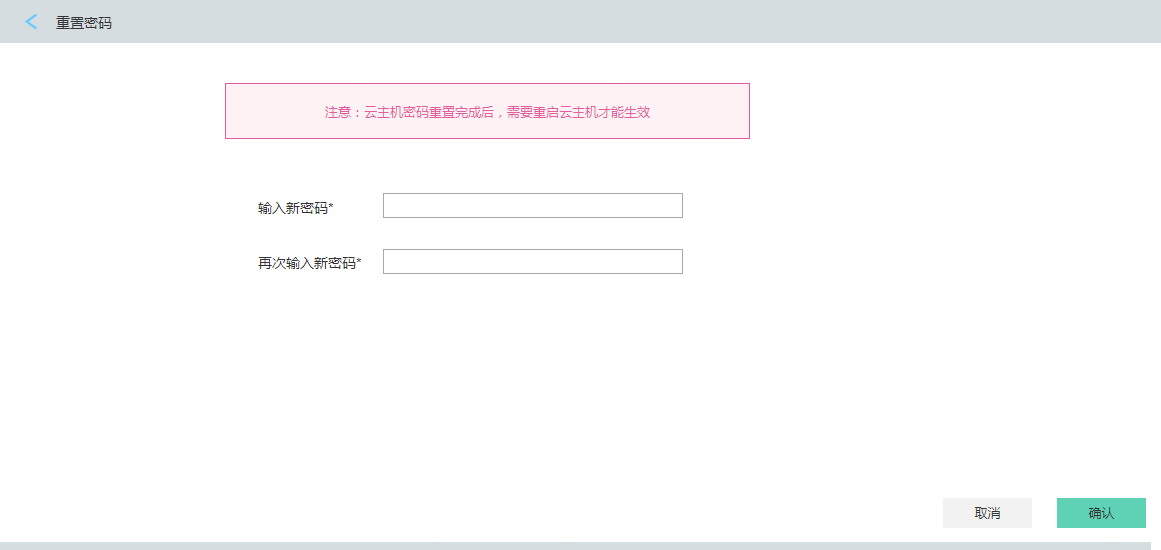 重置密码
注意：云主机密码重置完成后，需要重启云主机才能生效
输入新密码*
再次输入新密码*
取消
确认